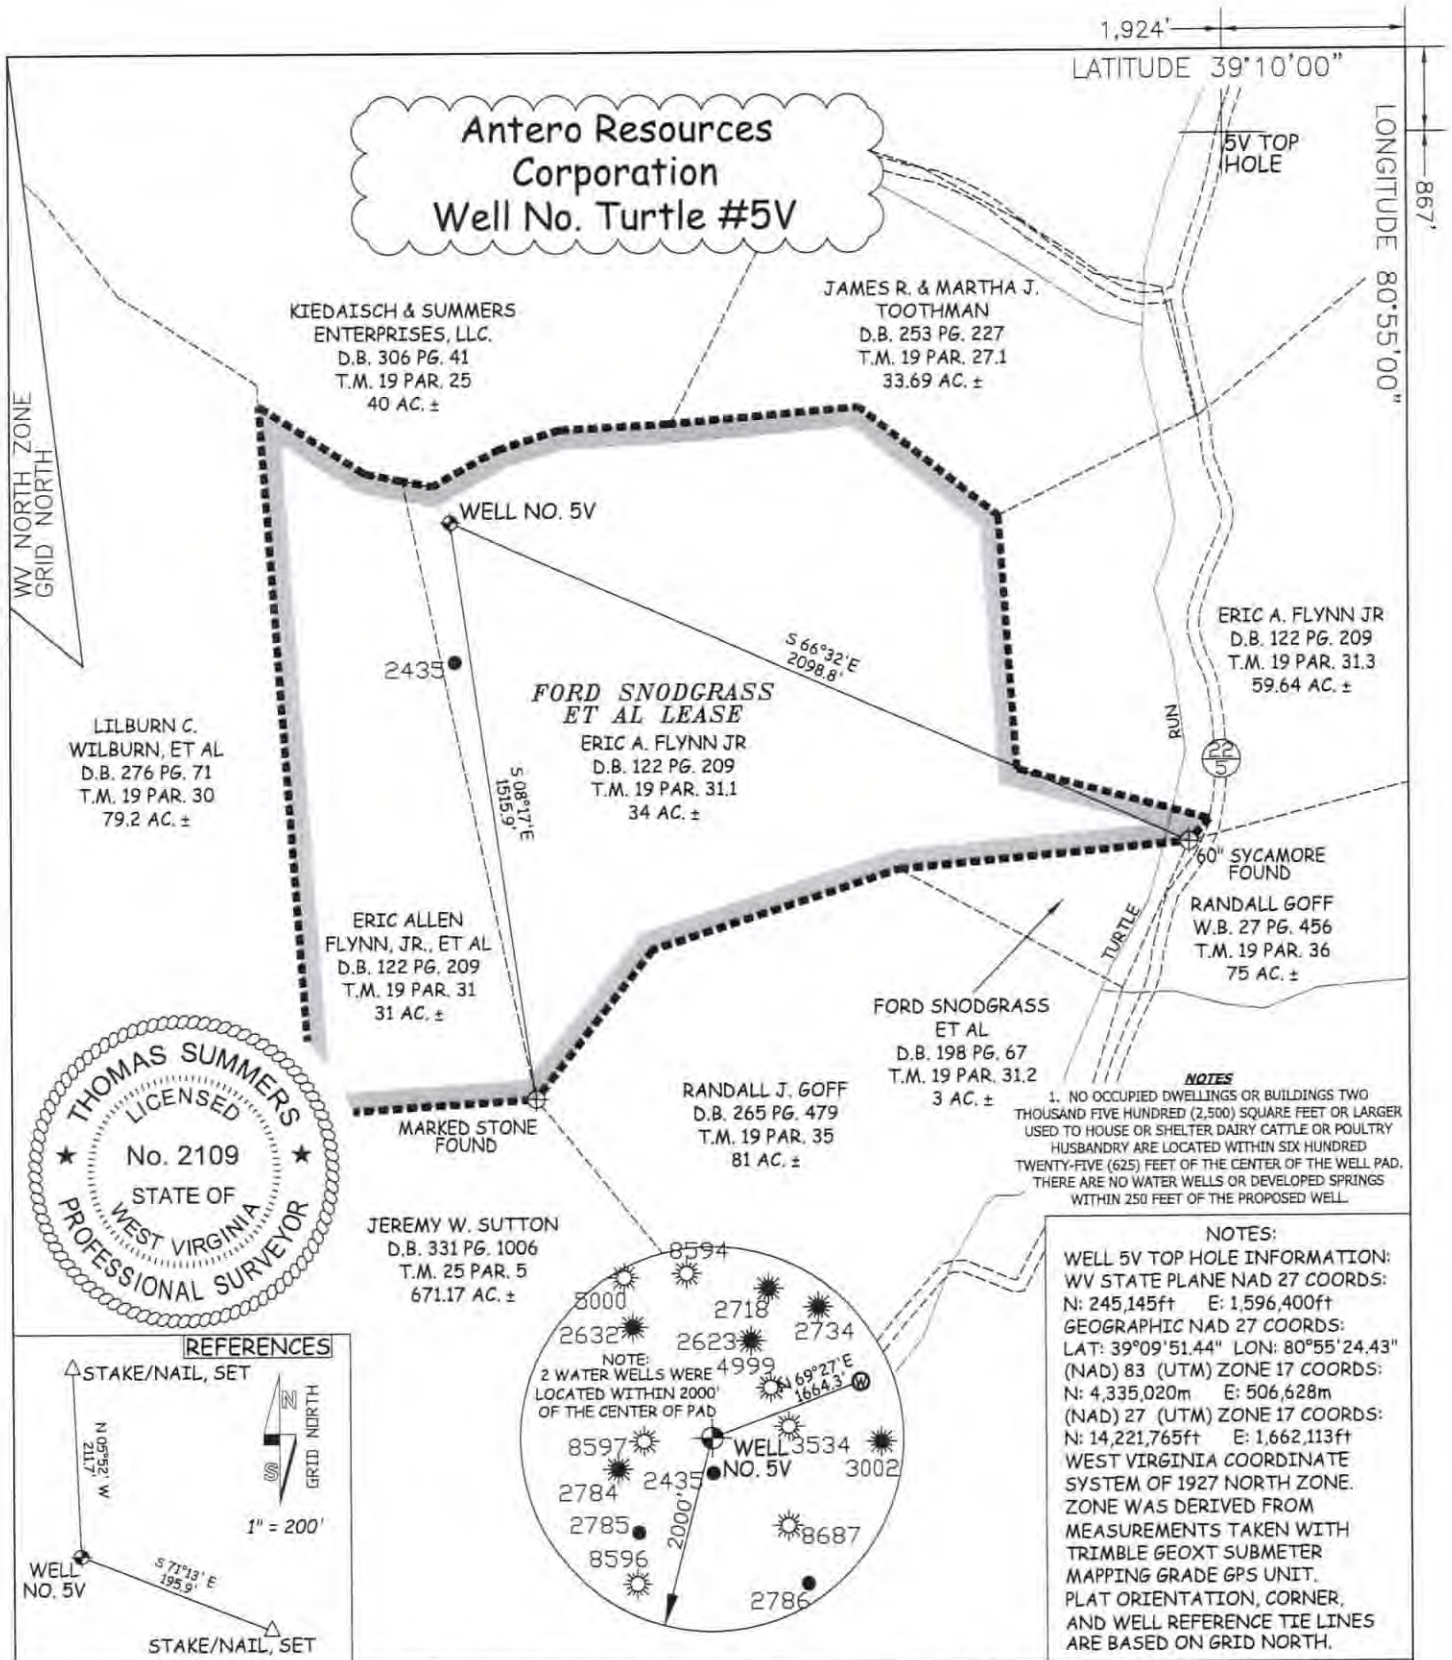 1,924'
LATITUDE 39°10'00"
LONGITUDE 80°55'00"
867'
5V TOP
HOLE
Antero Resources
Corporation
Well No. Turtle #5V
WV NORTH ZONE
GRID NORTH
KIEDAISCH & SUMMERS
ENTERPRISES, LLC.
D.B. 306 PG. 41
T.M. 19 PAR. 25
40 AC. ±
JAMES R. & MARTHA J.
TOOTHMAN
D.B. 253 PG. 227
T.M. 19 PAR. 27.1
33.69 AC. ±
WELL NO. 5V
S 66°32'E
2098.8'
2435
FORD SNODGRASS
ET AL LEASE
ERIC A. FLYNN JR
D.B. 122 PG. 209
T.M. 19 PAR. 31.1
34 AC. ±
S 08°17'E
1515.9'
ERIC A. FLYNN JR
D.B. 122 PG. 209
T.M. 19 PAR. 31.3
59.64 AC. ±
RUN
22
5
LILBURN C.
WILBURN, ET AL
D.B. 276 PG. 71
T.M. 19 PAR. 30
79.2 AC. ±
60" SYCAMORE
FOUND
RANDALL GOFF
W.B. 27 PG. 456
T.M. 19 PAR. 36
75 AC. ±
TURTLE
ERIC ALLEN
FLYNN, JR., ET AL
D.B. 122 PG. 209
T.M. 19 PAR. 31
31 AC. ±
FORD SNODGRASS
ET AL
D.B. 198 PG. 67
T.M. 19 PAR. 31.2
3 AC. ±
RANDALL J. GOFF
D.B. 265 PG. 479
T.M. 19 PAR. 35
81 AC. ±
MARKED STONE
FOUND
THOMAS SUMMERS
LICENSED
No. 2109
STATE OF
WEST VIRGINIA
PROFESSIONAL SURVEYOR
JEREMY W. SUTTON
D.B. 331 PG. 1006
T.M. 25 PAR. 5
671.17 AC. ±
NOTES
1. NO OCCUPIED DWELLINGS OR BUILDINGS TWO
THOUSAND FIVE HUNDRED (2,500) SQUARE FEET OR LARGER
USED TO HOUSE OR SHELTER DAIRY CATTLE OR POULTRY
HUSBANDRY ARE LOCATED WITHIN SIX HUNDRED
TWENTY-FIVE (625) FEET OF THE CENTER OF THE WELL PAD.
THERE ARE NO WATER WELLS OR DEVELOPED SPRINGS
WITHIN 250 FEET OF THE PROPOSED WELL.
REFERENCES
STAKE/NAIL, SET
N 05°52' W
211.7'
N
S
GRID NORTH
1" = 200'
WELL
NO. 5V
S 71°13' E
195.9'
STAKE/NAIL, SET
8594
5000
2718
2734
2632
2623
NOTE:
2 WATER WELLS WERE
LOCATED WITHIN 2000'
OF THE CENTER OF PAD
4999
N 69°27'E
1664.3'
W
8597
WELL
NO. 5V
3534
3002
2784
2435
2785
2000'
8687
8596
2786
NOTES:
WELL 5V TOP HOLE INFORMATION:
WV STATE PLANE NAD 27 COORDS:
N: 245,145ft E: 1,596,400ft
GEOGRAPHIC NAD 27 COORDS:
LAT: 39°09'51.44" LON: 80°55'24.43"
(NAD) 83 (UTM) ZONE 17 COORDS:
N: 4,335,020m E: 506,628m
(NAD) 27 (UTM) ZONE 17 COORDS:
N: 14,221,765ft E: 1,662,113ft
WEST VIRGINIA COORDINATE
SYSTEM OF 1927 NORTH ZONE.
ZONE WAS DERIVED FROM
MEASUREMENTS TAKEN WITH
TRIMBLE GEOXT SUBMETER
MAPPING GRADE GPS UNIT.
PLAT ORIENTATION, CORNER,
AND WELL REFERENCE TIE LINES
ARE BASED ON GRID NORTH.